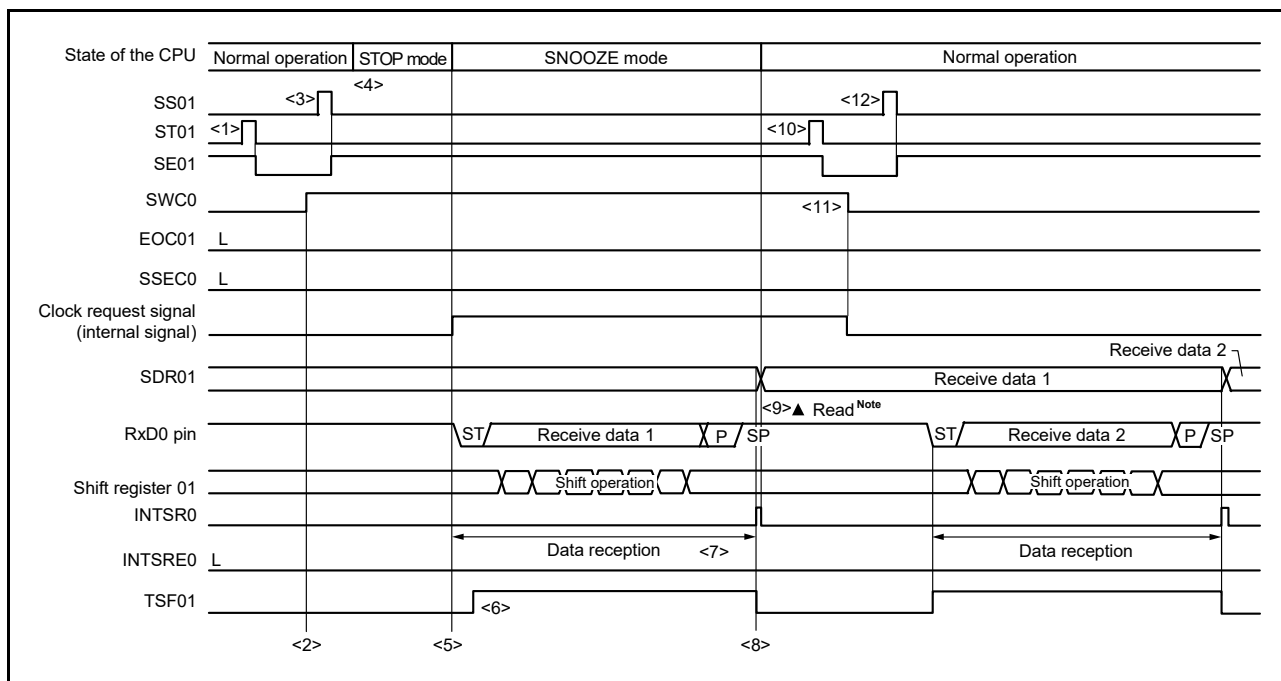 State of the CPU Normal operation STOP mode SNOOZE mode Normal operation
<4>
SS01 <3> <12>
ST01 <1> <10>
SE01
SWC0 <11>
EOC01 L
SSEC0 L
Clock request signal
(internal signal)
Receive data 2
SDR01 Receive data 1
<9>▲ Read Note
RxD0 pin ST Receive data 1 P SP ST Receive data 2 P SP
Shift register 01 Shift operation Shift operation
INTSR0
Data reception <7> Data reception
INTSRE0 L
TSF01 <6>
<2> <5> <8>